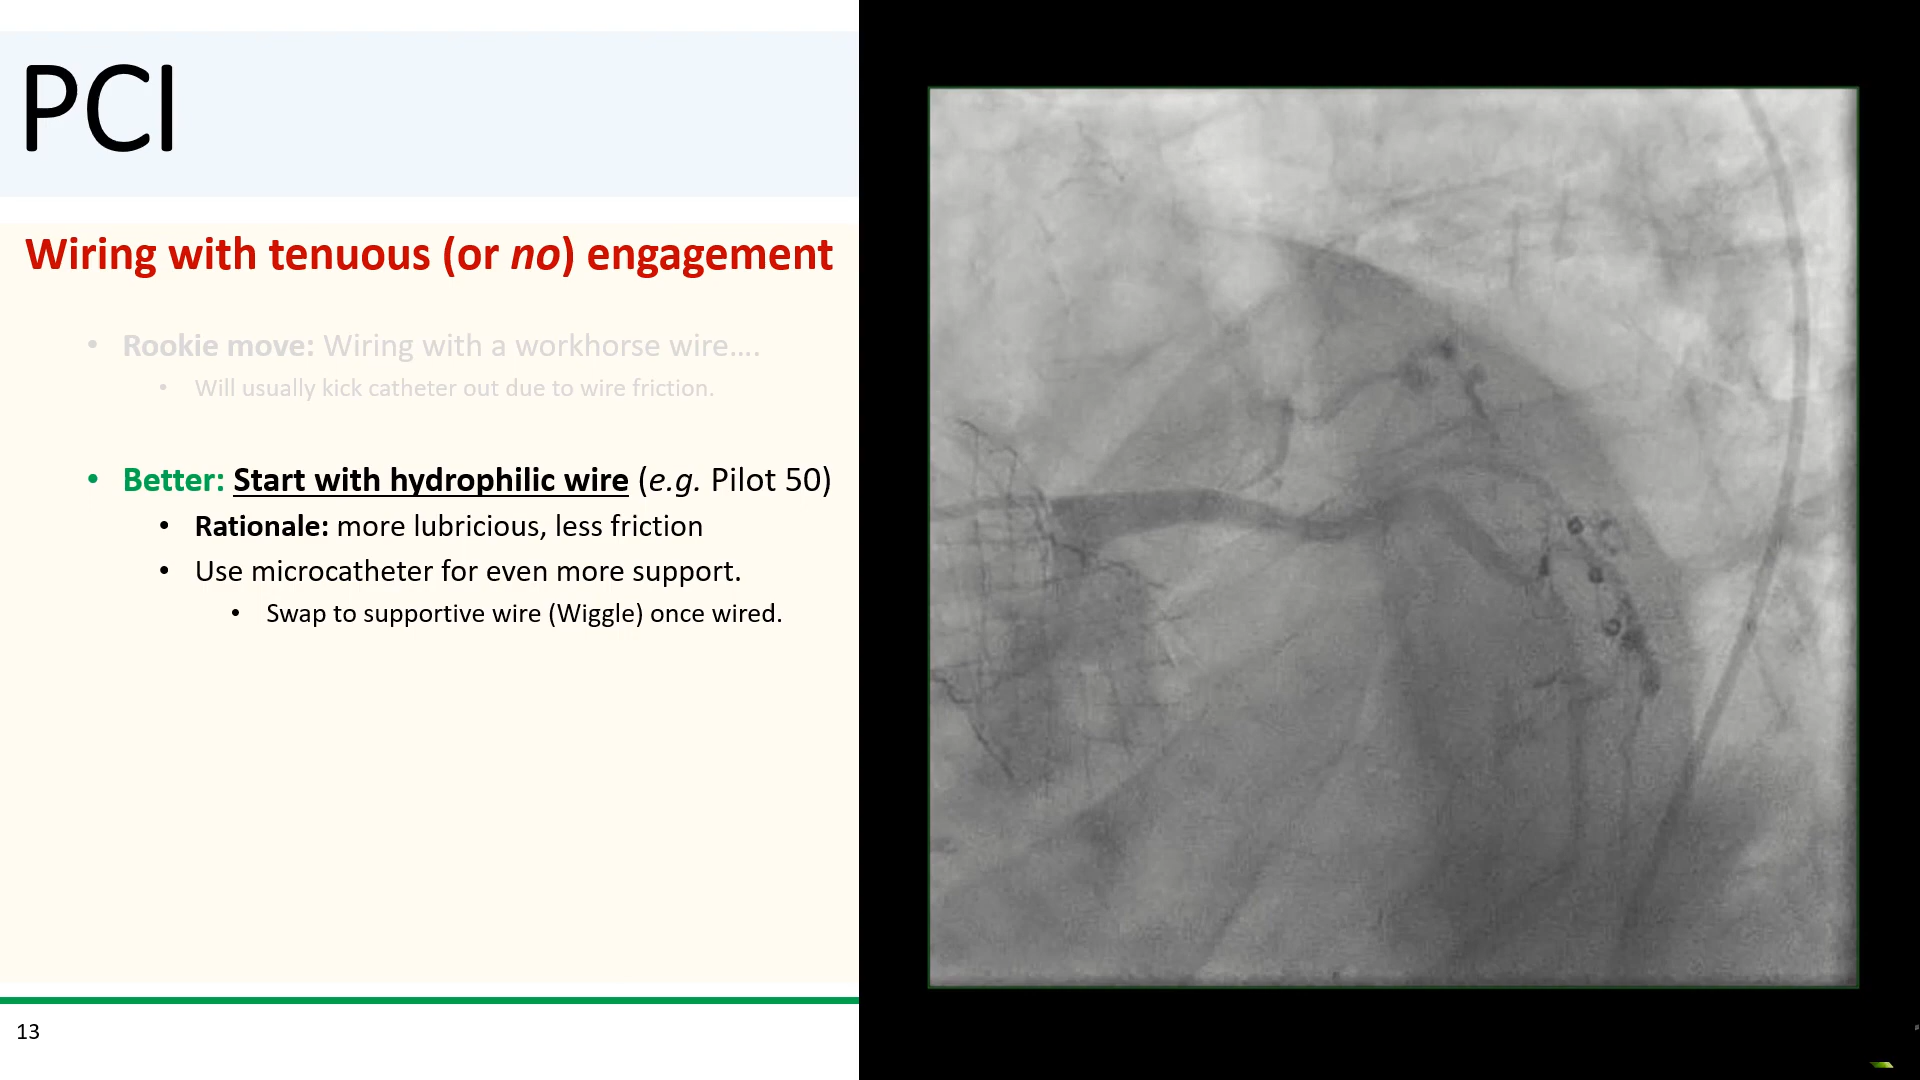 PCI
Wiring with tenuous (or no) engagement
• Rookie move: Wiring with a workhorse wire….
• Will usually kick catheter out due to wire friction.
• Better: Start with hydrophilic wire (e.g. Pilot 50)
• Rationale: more lubricious, less friction
• Use microcatheter for even more support.
• Swap to supportive wire (Wiggle) once wired.
13